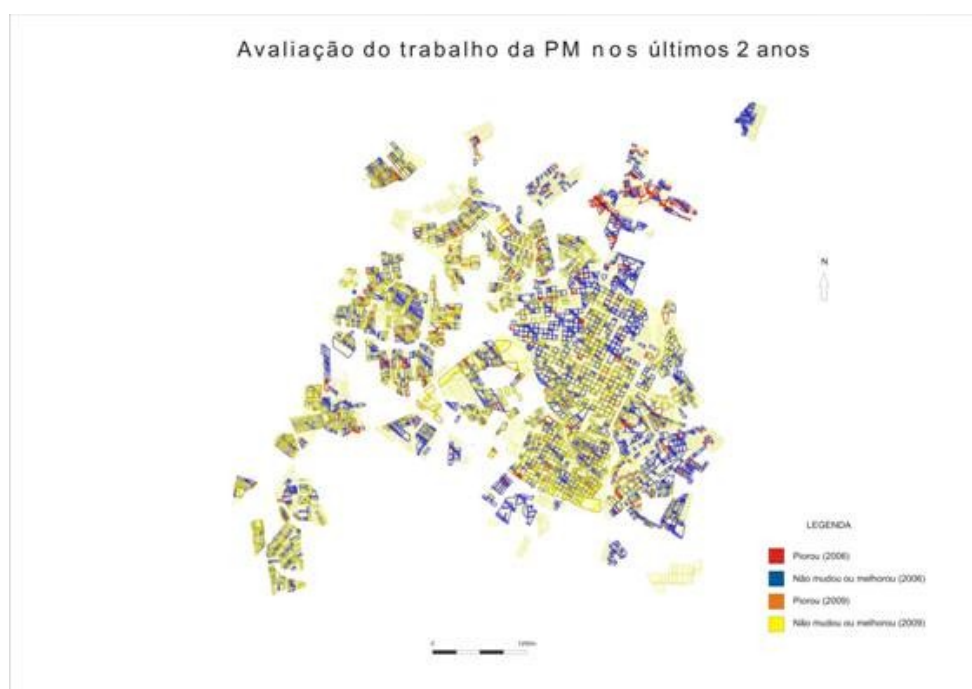 Avaliação do trabalho da PM nos últimos 2 anos
N
LEGENDA
Piorou (2006)
Não mudou ou melhorou (2006)
Piorou (2009)
Não mudou ou melhorou (2009)
0